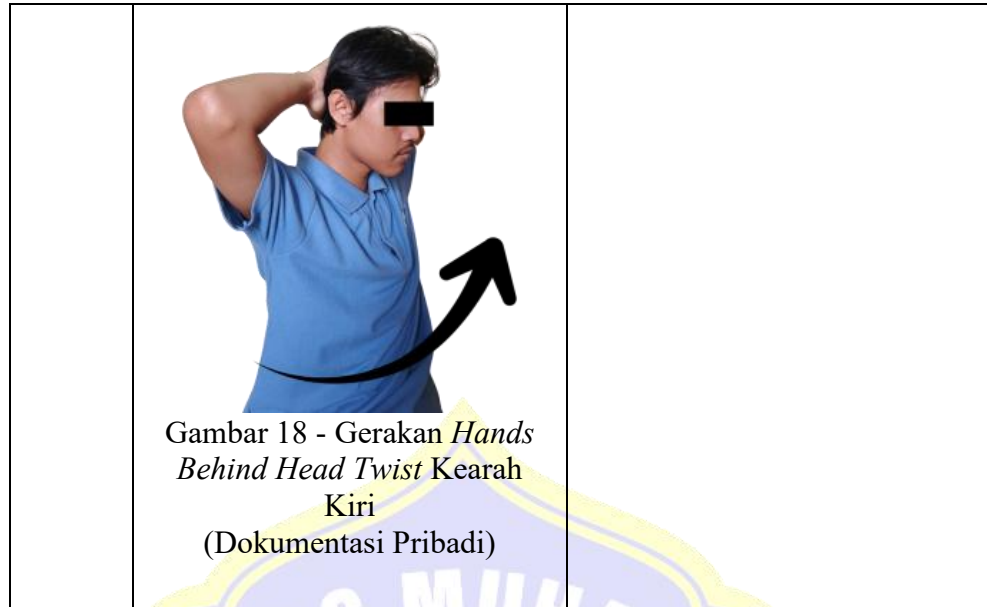 Gambar 18 - Gerakan Hands
Behind Head Twist Kearah
Kiri
(Dokumentasi Pribadi)